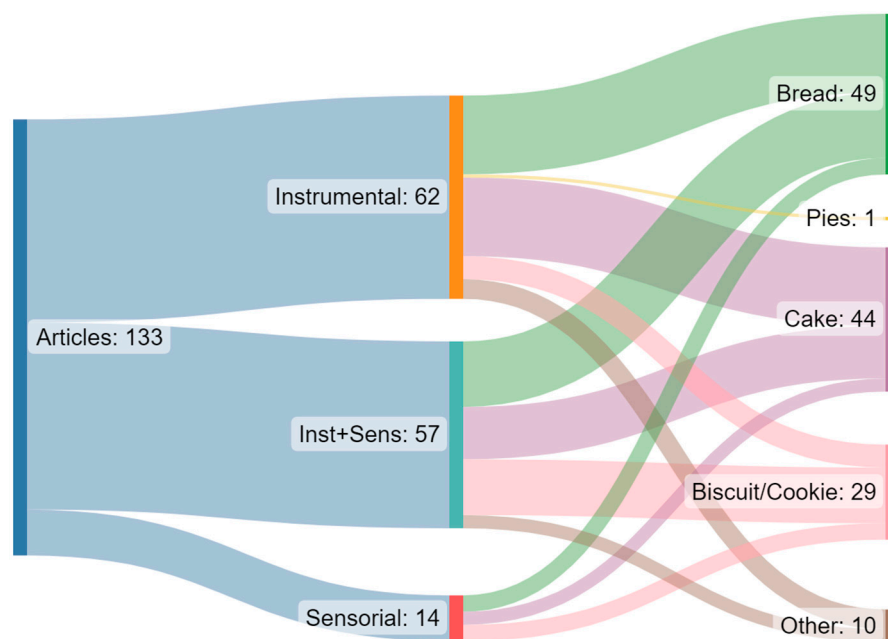 Articles: 133
Instrumental: 62
Inst+Sens: 57
Sensorial: 14
Bread: 49
Pies: 1
Cake: 44
Biscuit/Cookie: 29
Other: 10